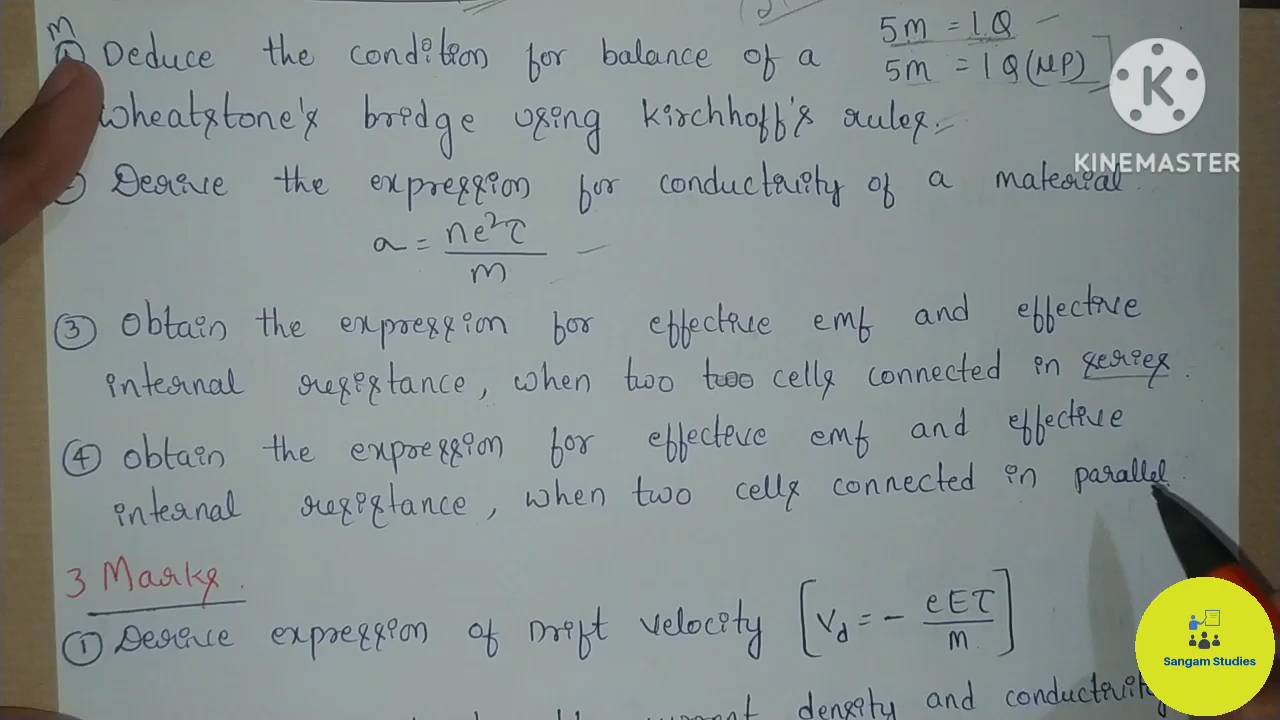 5m = 1Q
M
Deduce the condition for balance of a
5m = 1Q (NP)
Wheatstone's bridge using Kirchhoff's rules.
Derive the expression for conductivity of a material
KINEMASTER
σ = ne²τ / m
③ Obtain the expression for effective emf and effective
internal resistance, when two too cells connected in series.
④ Obtain the expression for effective emf and effective
internal resistance, when two cells connected in parallel.
3 Marks.
① Derive expression of Drift velocity [Vd = - eEτ / m]
density and conductivity
Sangam Studies